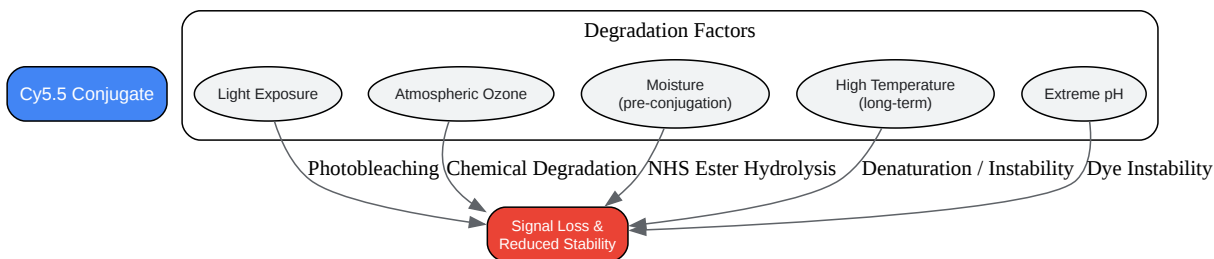 Degradation Factors
Cy5.5 Conjugate
Light Exposure
Atmospheric Ozone
Moisture
(pre-conjugation)
High Temperature
(long-term)
Extreme pH
Photobleaching
Chemical Degradation
NHS Ester Hydrolysis
Denaturation / Instability
Dye Instability
Signal Loss &
Reduced Stability